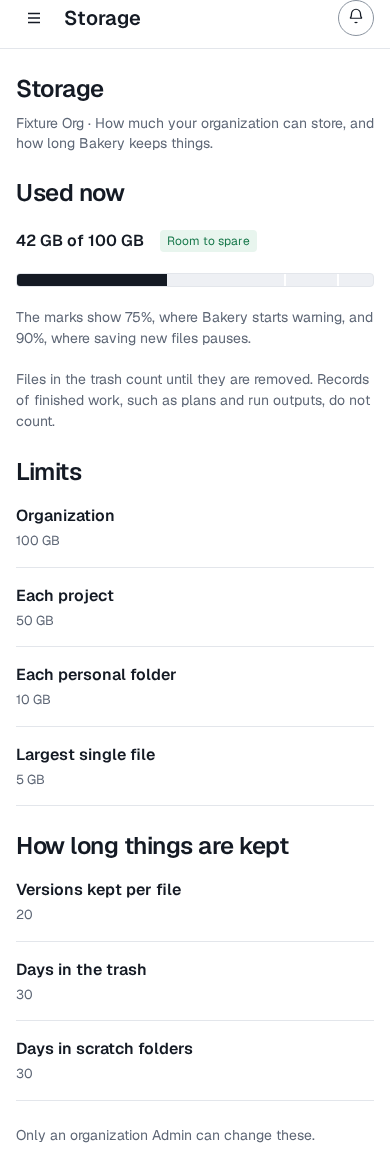 Storage
Storage
Fixture Org · How much your organization can store, and
how long Bakery keeps things.
Used now
42 GB of 100 GB
Room to spare
The marks show 75%, where Bakery starts warning, and
90%, where saving new files pauses.
Files in the trash count until they are removed. Records
of finished work, such as plans and run outputs, do not
count.
Limits
Organization
100 GB
Each project
50 GB
Each personal folder
10 GB
Largest single file
5 GB
How long things are kept
Versions kept per file
20
Days in the trash
30
Days in scratch folders
30
Only an organization Admin can change these.